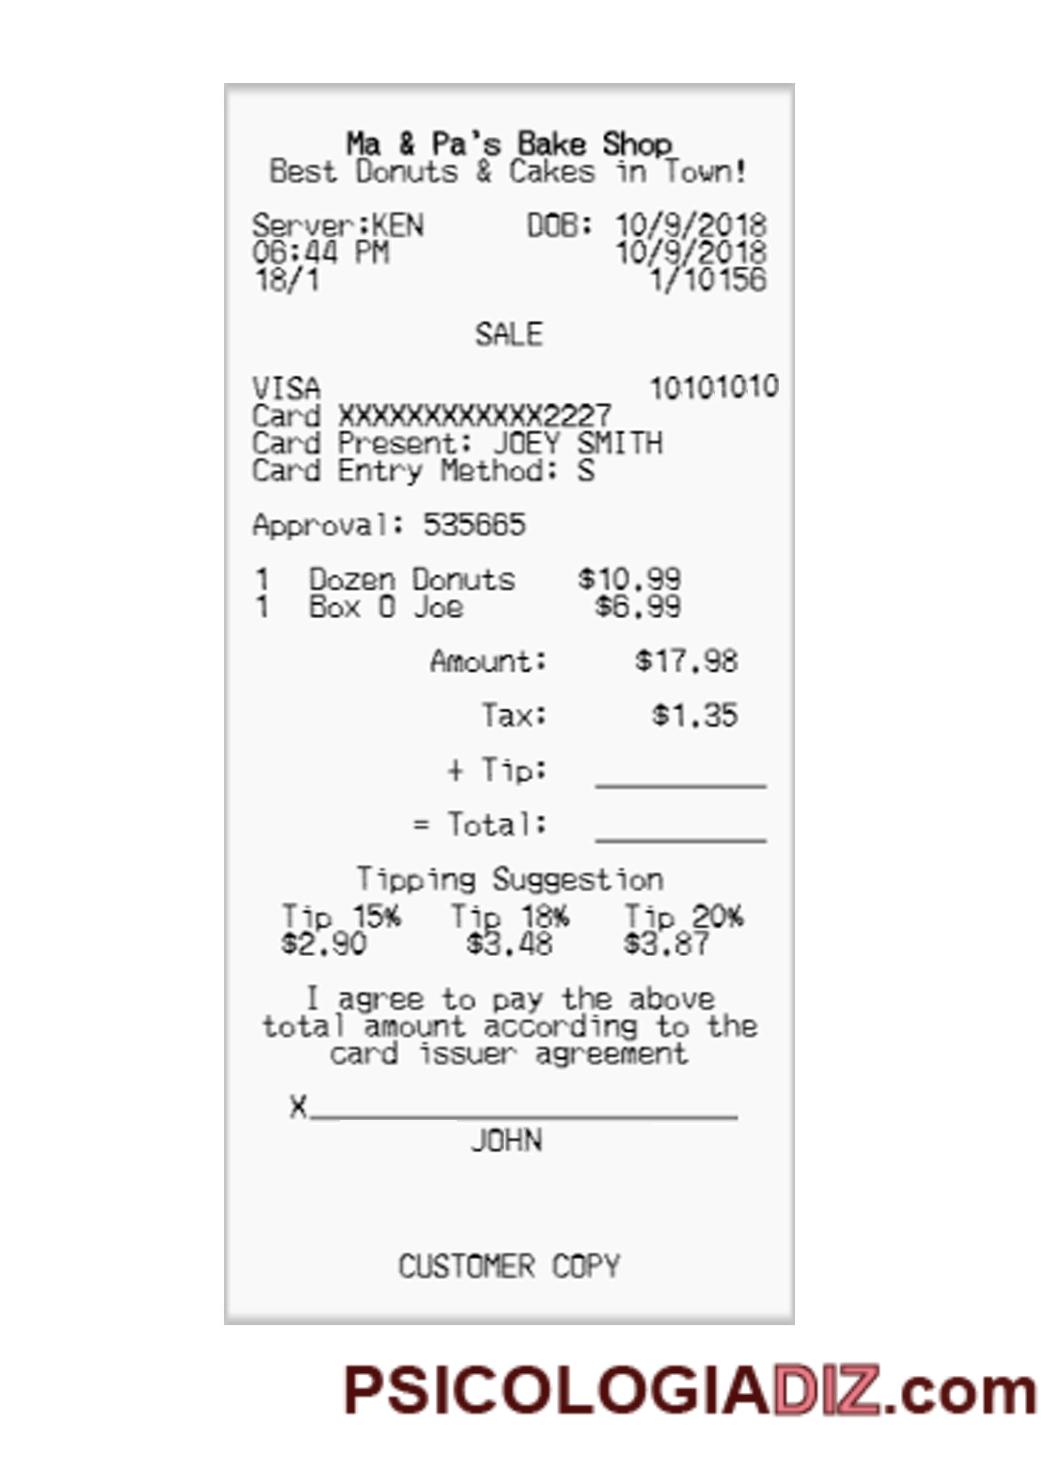 Ma & Pa's Bake Shop
Best Donuts & Cakes in Town!
Server:KEN DOB: 10/9/2018
06:44 PM 10/9/2018
18/1 1/10156
SALE
VISA 10101010
Card XXXXXXXXXXXX2227
Card Present: JOEY SMITH
Card Entry Method: S
Approval: 535665
1 Dozen Donuts $10.99
1 Box O Joe $6.99
Amount: $17.98
Tax: $1.35
+ Tip: 
= Total: 
Tipping Suggestion
Tip 15% Tip 18% Tip 20%
$2.90 $3.48 $3.87
I agree to pay the above
total amount according to the
card issuer agreement
X
JOHN
CUSTOMER COPY
PSICOLOGIADIZ.com